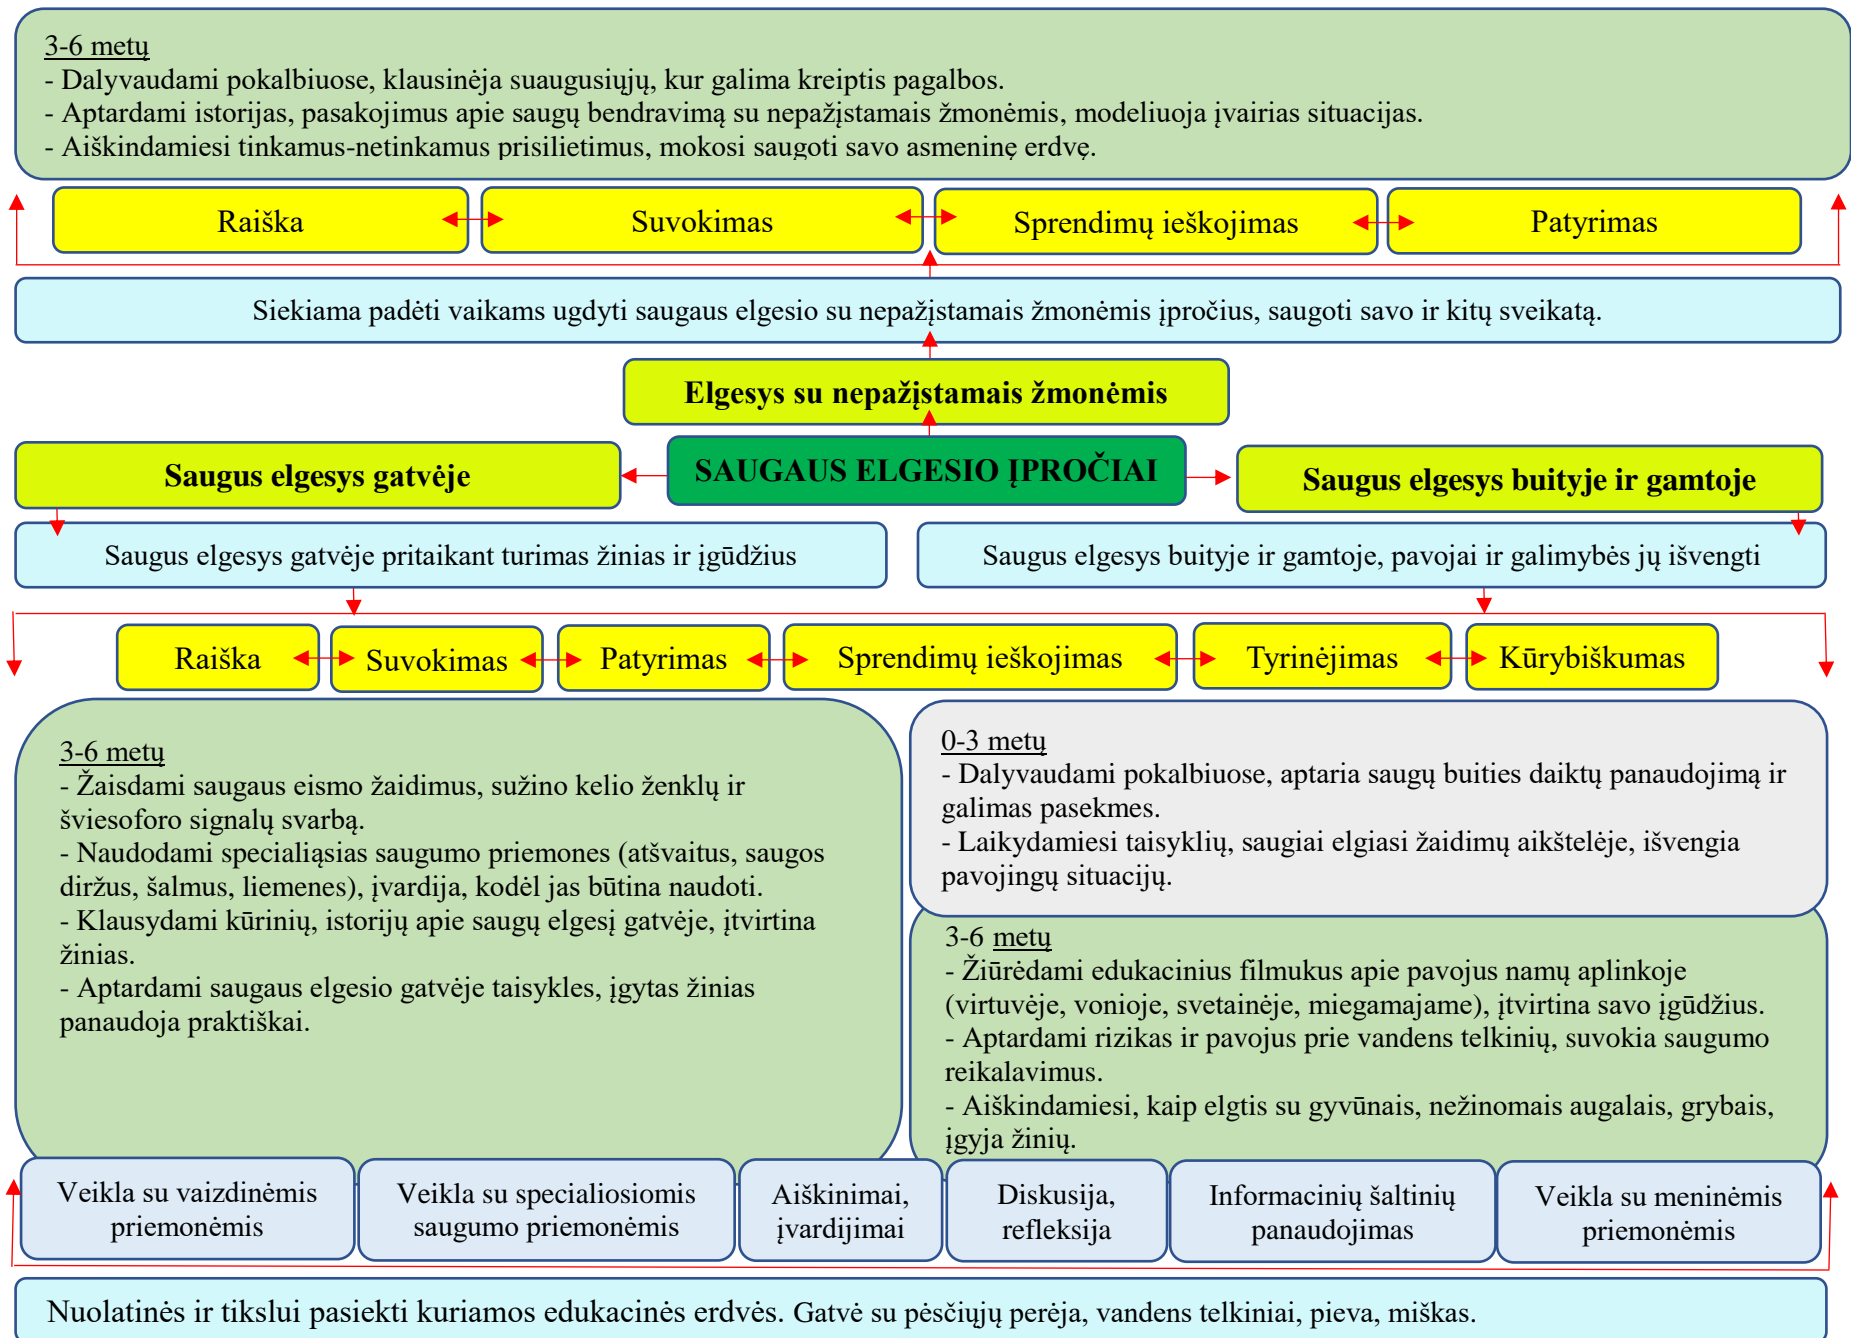 3-6 metų
- Dalyvaudami pokalbiuose, klausinėja suaugusiųjų, kur galima kreiptis pagalbos.
- Aptardami istorijas, pasakojimus apie saugų bendravimą su nepažįstamais žmonėmis, modeliuoja įvairias situacijas.
- Aiškindamiesi tinkamus-netinkamus prisilietimus, mokosi saugoti savo asmeninę erdvę.
Raiška
Suvokimas
Sprendimų ieškojimas
Patyrimas
Siekiama padėti vaikams ugdyti saugaus elgesio su nepažįstamais žmonėmis įpročius, saugoti savo ir kitų sveikatą.
Elgesys su nepažįstamais žmonėmis
Saugus elgesys gatvėje
SAUGAUS ELGESIO ĮPROČIAI
Saugus elgesys buityje ir gamtoje
Saugus elgesys gatvėje pritaikant turimas žinias ir įgūdžius
Saugus elgesys buityje ir gamtoje, pavojai ir galimybės jų išvengti
Raiška
Suvokimas
Patyrimas
Sprendimų ieškojimas
Tyrinėjimas
Kūrybiškumas
3-6 metų
- Žaisdami saugaus eismo žaidimus, sužino kelio ženklų ir
šviesoforo signalų svarbą.
- Naudodami specialiąsias saugumo priemones (atšvaitus, saugos
diržus, šalmus, liemenes), įvardija, kodėl jas būtina naudoti.
- Klausydami kūrinių, istorijų apie saugų elgesį gatvėje, įtvirtina
žinias.
- Aptardami saugaus elgesio gatvėje taisykles, įgytas žinias
panaudoja praktiškai.
0-3 metų
- Dalyvaudami pokalbiuose, aptaria saugų buities daiktų panaudojimą ir
galimas pasekmes.
- Laikydamiesi taisyklių, saugiai elgiasi žaidimų aikštelėje, išvengia
pavojingų situacijų.
3-6 metų
- Žiūrėdami edukacinius filmukus apie pavojus namų aplinkoje
(virtuvėje, vonioje, svetainėje, miegamajame), įtvirtina savo įgūdžius.
- Aptardami rizikas ir pavojus prie vandens telkinių, suvokia saugumo
reikalavimus.
- Aiškindamiesi, kaip elgtis su gyvūnais, nežinomais augalais, grybais,
įgyja žinių.
Veikla su vaizdinėmis
priemonėmis
Veikla su specialiosiomis
saugumo priemonėmis
Aiškinimai,
įvardijimai
Diskusija,
refleksija
Informacinių šaltinių
panaudojimas
Veikla su meninėmis
priemonėmis
Nuolatinės ir tikslui pasiekti kuriamos edukacinės erdvės. Gatvė su pėsčiųjų perėja, vandens telkiniai, pieva, miškas.